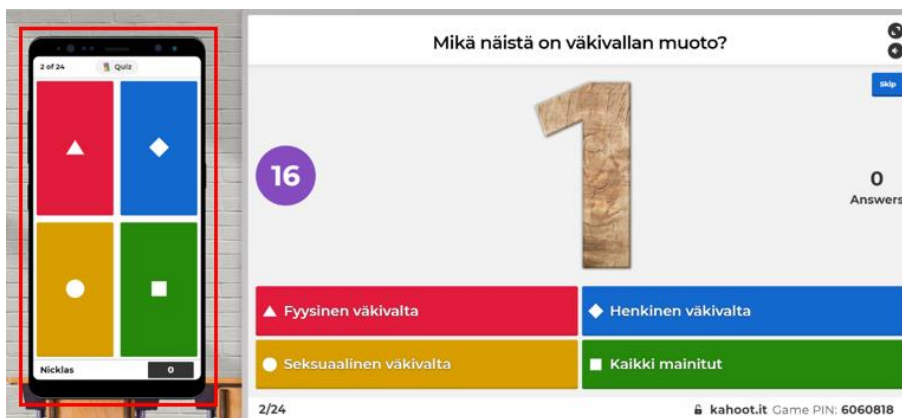 2 of 24
Quiz
Nicklas
0
Mikä näistä on väkivallan muoto?
Skip
16
1
0
Answers
Fyysinen väkivalta
Henkinen väkivalta
Seksuaalinen väkivalta
Kaikki mainitut
2/24
kahoot.it Game PIN: 6060818